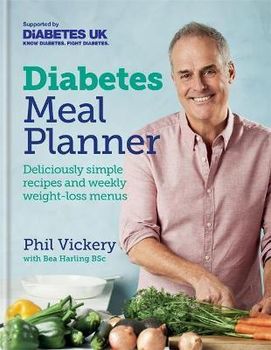 Supported by
DiABETES UK
KNOW DIABETES. FIGHT DIABETES.
Diabetes
Meal
Planner
Deliciously simple
recipes and weekly
weight-loss menus
Phil Vickery
with Bea Harling BSc